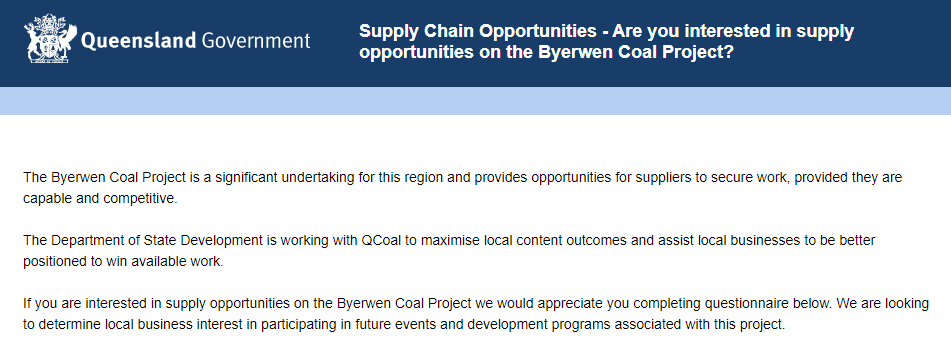 Queensland Government
Supply Chain Opportunities - Are you interested in supply
opportunities on the Byerwen Coal Project?
The Byerwen Coal Project is a significant undertaking for this region and provides opportunities for suppliers to secure work, provided they are
capable and competitive.
The Department of State Development is working with QCoal to maximise local content outcomes and assist local businesses to be better
positioned to win available work.
If you are interested in supply opportunities on the Byerwen Coal Project we would appreciate you completing questionnaire below. We are looking
to determine local business interest in participating in future events and development programs associated with this project.